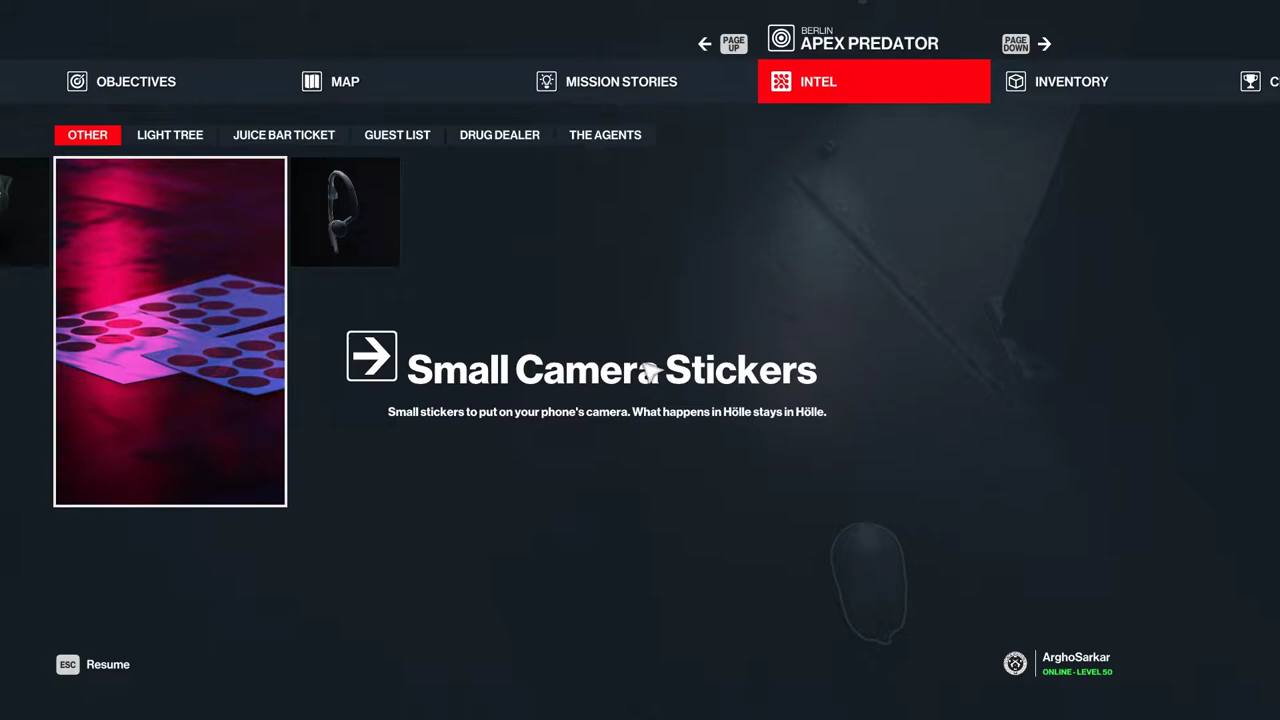 PAGE UP
BERLIN
APEX PREDATOR
PAGE DOWN
OBJECTIVES
MAP
MISSION STORIES
INTEL
INVENTORY
OTHER
LIGHT TREE
JUICE BAR TICKET
GUEST LIST
DRUG DEALER
THE AGENTS
Small Camera Stickers
Small stickers to put on your phone's camera. What happens in Hölle stays in Hölle.
ESC Resume
ArghoSarkar
ONLINE - LEVEL 50